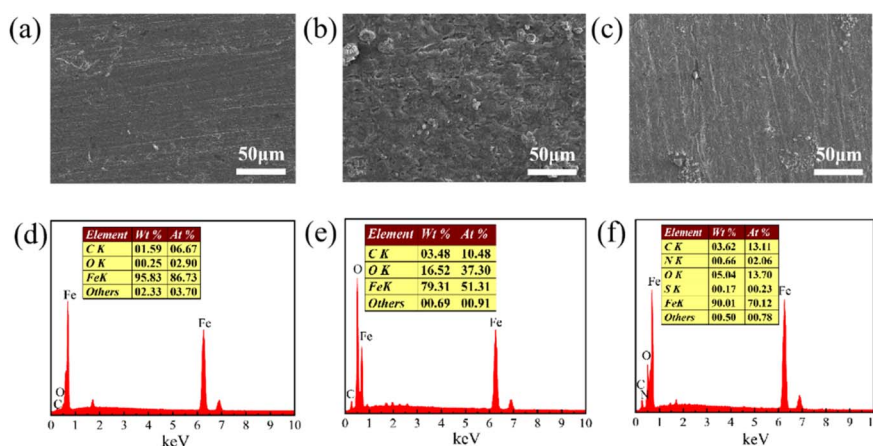 (a)
50μm
(b)
50μm
(c)
50μm
(d)
Element Wt % At %
C K 01.59 06.67
O K 00.25 02.90
FeK 95.83 86.73
Others 02.33 03.70
Fe
O
C
Fe
0 1 2 3 4 5 6 7 8 9 10
keV
(e)
Element Wt % At %
C K 03.48 10.48
O K 16.52 37.30
FeK 79.31 51.31
Others 00.69 00.91
O
Fe
C
Fe
0 1 2 3 4 5 6 7 8 9 10
keV
(f)
Element Wt % At %
C K 03.62 13.11
N K 00.66 02.06
O K 05.04 13.70
S K 00.17 00.23
FeK 90.01 70.12
Others 00.50 00.78
Fe
O
C
N
Fe
0 1 2 3 4 5 6 7 8 9 10
keV